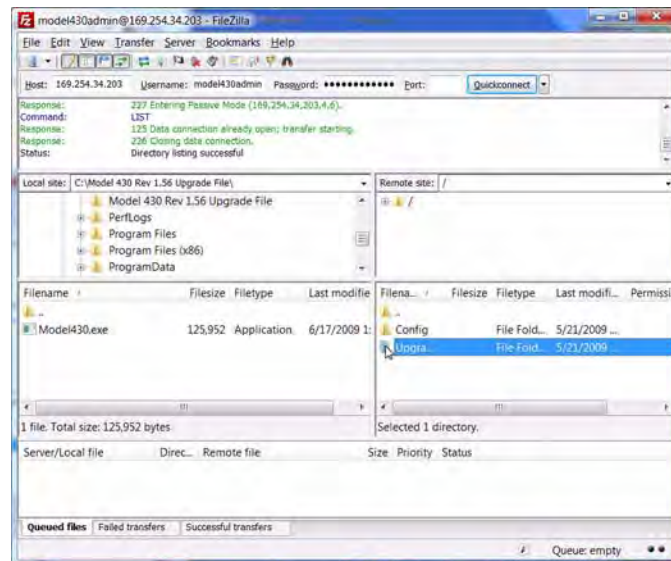 model430admin@169.254.34.203 - FileZilla
File Edit View Transfer Server Bookmarks Help
Host: 169.254.34.203 Username: model430admin Password: ●●●●●●●●●●●● Port: Quickconnect
Response: 227 Entering Passive Mode (169,254,34,203,4,6).
Command: LIST
Response: 125 Data connection already open; transfer starting.
Response: 226 Closing data connection.
Status: Directory listing successful
Local site: C:\Model 430 Rev 1.56 Upgrade File\
Model 430 Rev 1.56 Upgrade File
PerfLogs
Program Files
Program Files (x86)
ProgramData
Remote site: /
/
Filename Filesize Filetype Last modifie
..
Model430.exe 125,952 Application 6/17/2009 1:
1 file. Total size: 125,952 bytes
Filena... Filesize Filetype Last modifi... Permissi
..
Config File Fold... 5/21/2009 ...
Upgra... File Fold... 5/21/2009 ...
Selected 1 directory.
Server/Local file Direc... Remote file Size Priority Status
Queued files Failed transfers Successful transfers
Queue: empty